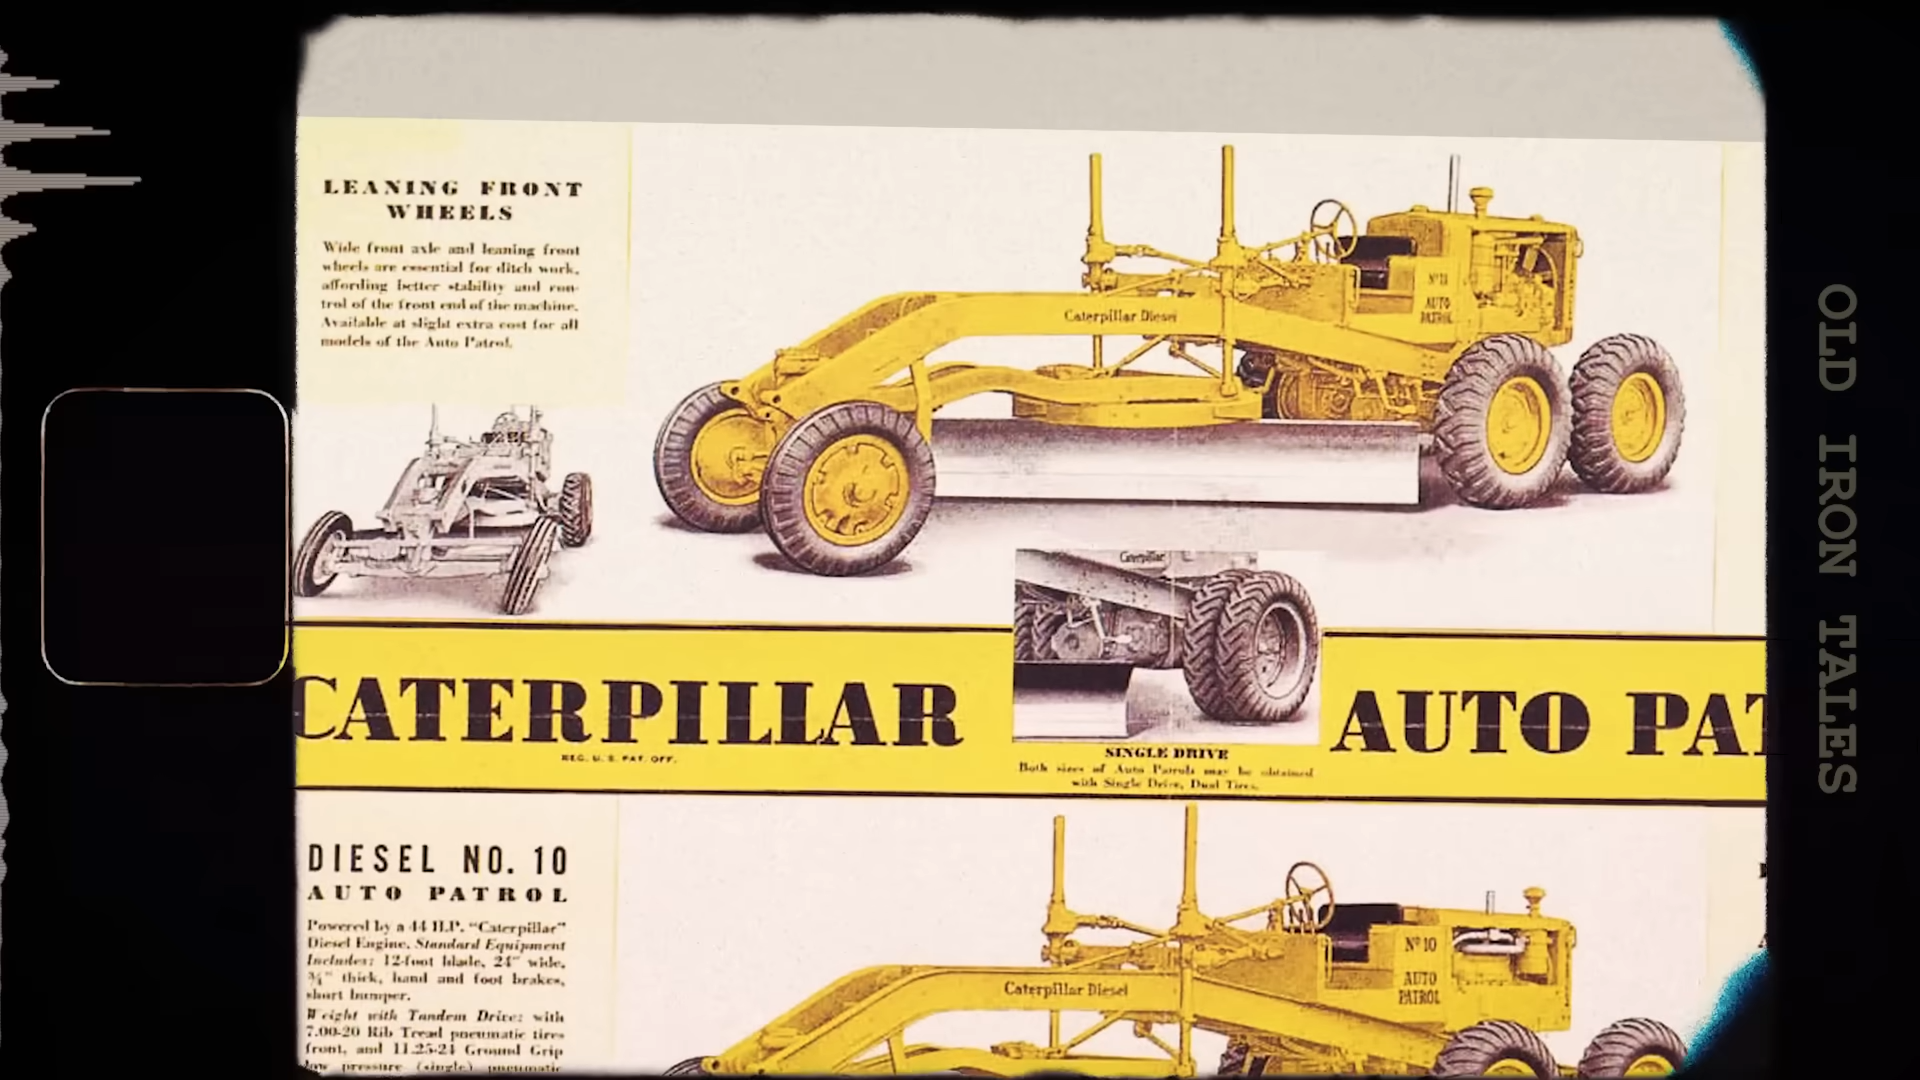 LEANING FRONT
WHEELS
Wide front axle and leaning front
wheels are essential for ditch work,
affording better stability and con-
trol of the front end of the machine.
Available at slight extra cost for all
models of the Auto Patrol.
Caterpillar Diesel
AUTO
PATROL
Caterpillar
CATERPILLAR
REG. U. S. PAT. OFF.
SINGLE DRIVE
Both sizes of Auto Patrols may be obtained
with Single Drive, Dual Tires.
AUTO PAT
DIESEL NO. 10
AUTO PATROL
Powered by a 44 H.P. "Caterpillar"
Diesel Engine. Standard Equipment
Includes: 12-foot blade, 24" wide,
¾" thick, hand and foot brakes,
short bumper.
Weight with Tandem Drive: with
7.00-20 Rib Tread pneumatic tires
front, and 11.25-24 Ground Grip
low pressure (single) pneumatic
Caterpillar Diesel
Nº 10
AUTO
PATROL
OLD IRON TALES